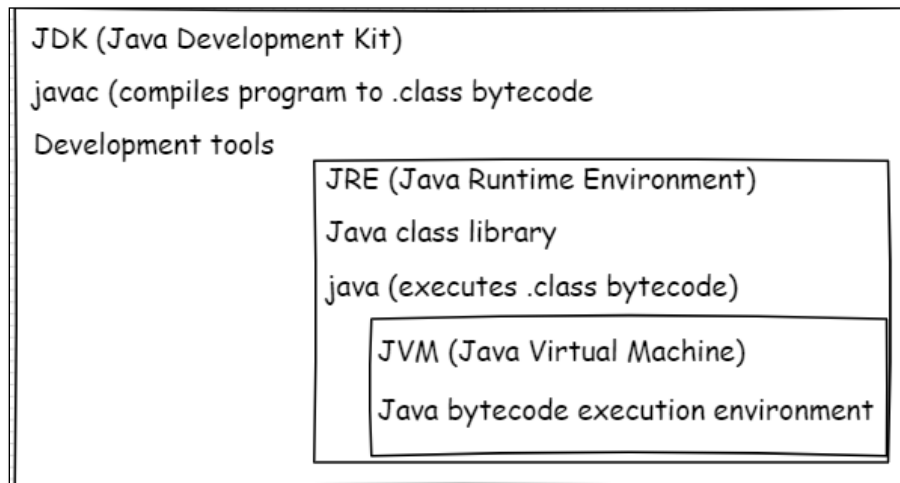 JDK (Java Development Kit)
javac (compiles program to .class bytecode
Development tools
JRE (Java Runtime Environment)
Java class library
java (executes .class bytecode)
JVM (Java Virtual Machine)
Java bytecode execution environment